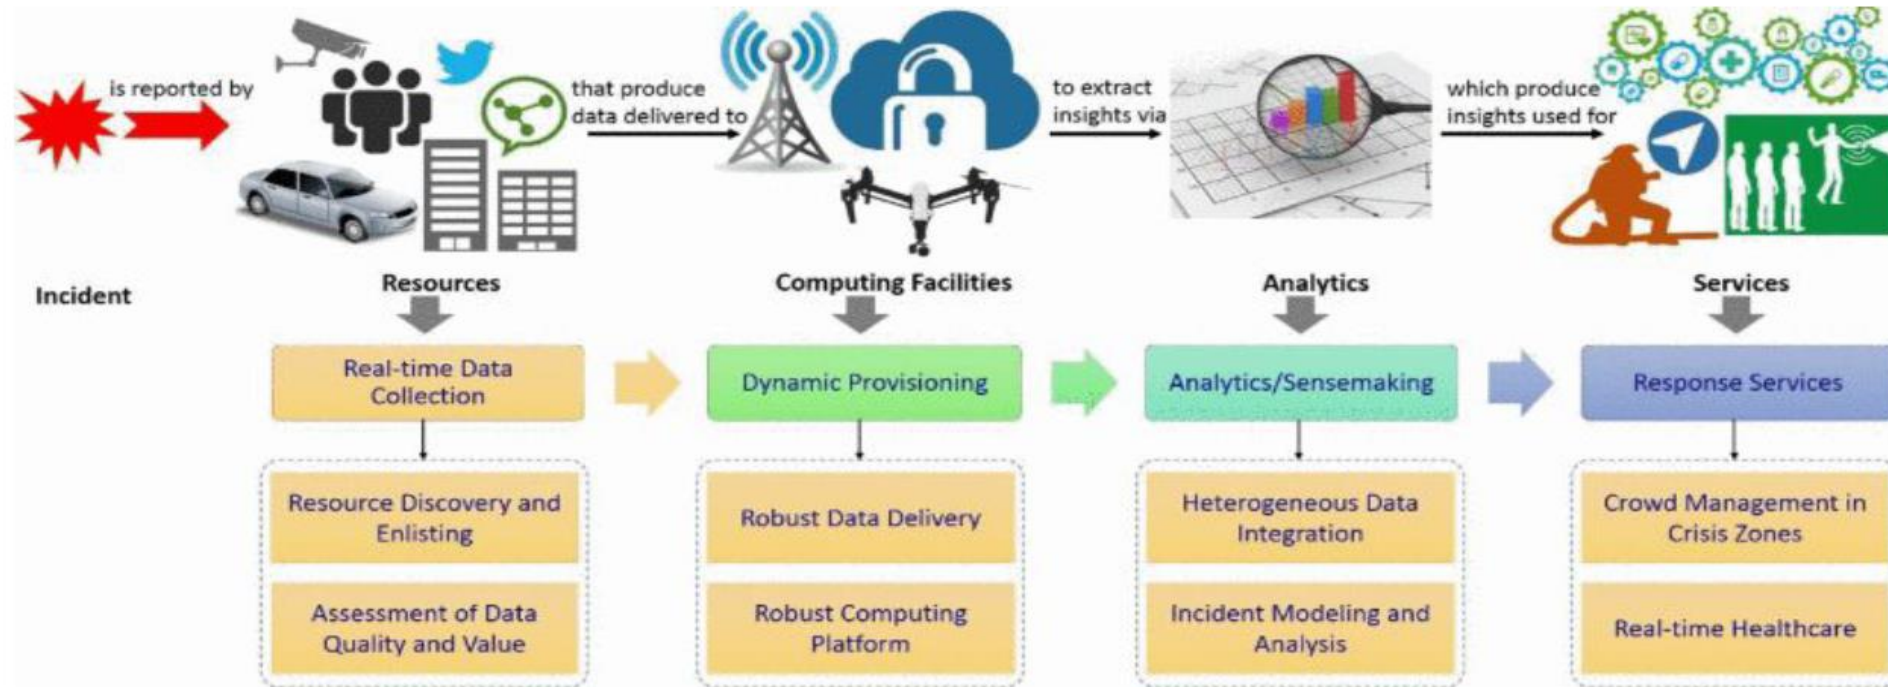 is reported by
that produce
data delivered to
to extract
insights via
which produce
insights used for
Incident
Resources
Computing Facilities
Analytics
Services
Real-time Data
Collection
Dynamic Provisioning
Analytics/Sensemaking
Response Services
Resource Discovery and
Enlisting
Robust Data Delivery
Heterogeneous Data
Integration
Crowd Management in
Crisis Zones
Assessment of Data
Quality and Value
Robust Computing
Platform
Incident Modeling and
Analysis
Real-time Healthcare